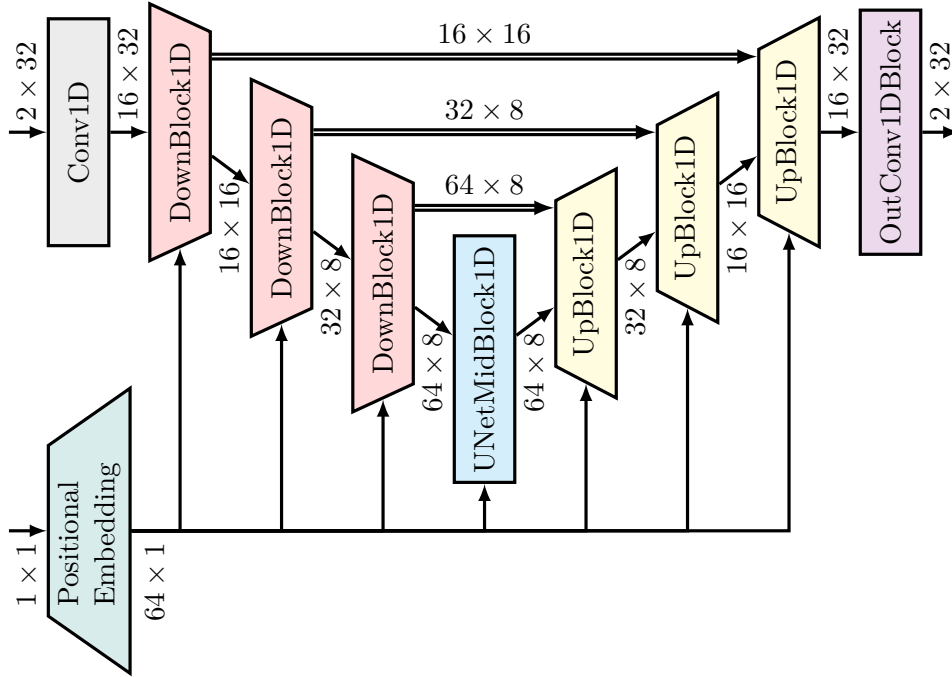 2 × 32
Conv1D
16 × 32
DownBlock1D
16 × 16
16 × 16
DownBlock1D
32 × 8
32 × 8
DownBlock1D
64 × 8
64 × 8
UNetMidBlock1D
64 × 8
UpBlock1D
32 × 8
UpBlock1D
16 × 16
UpBlock1D
16 × 32
OutConv1DBlock
2 × 32
1 × 1
Positional
Embedding
64 × 1